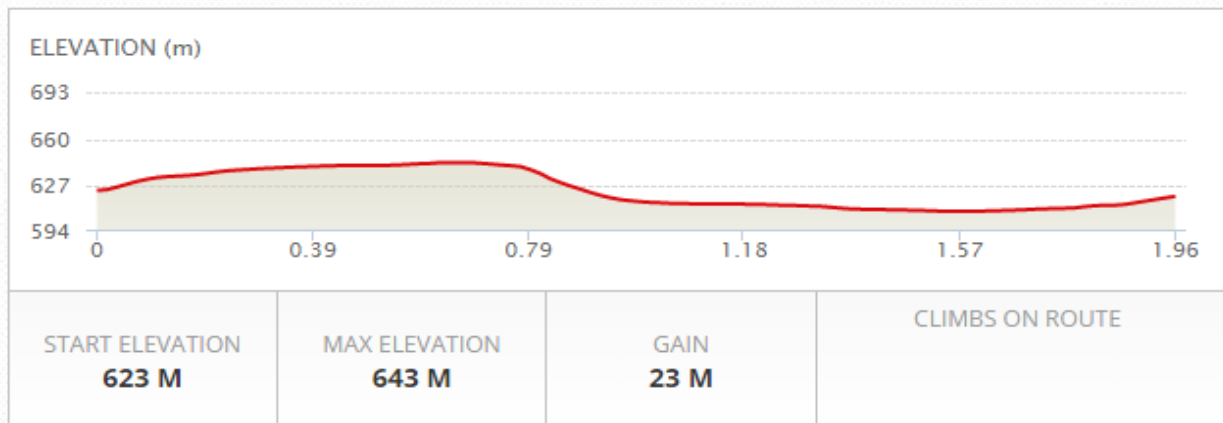 ELEVATION (m)
693
660
627
594
0 0.39 0.79 1.18 1.57 1.96
START ELEVATION MAX ELEVATION GAIN CLIMBS ON ROUTE
623 M 643 M 23 M